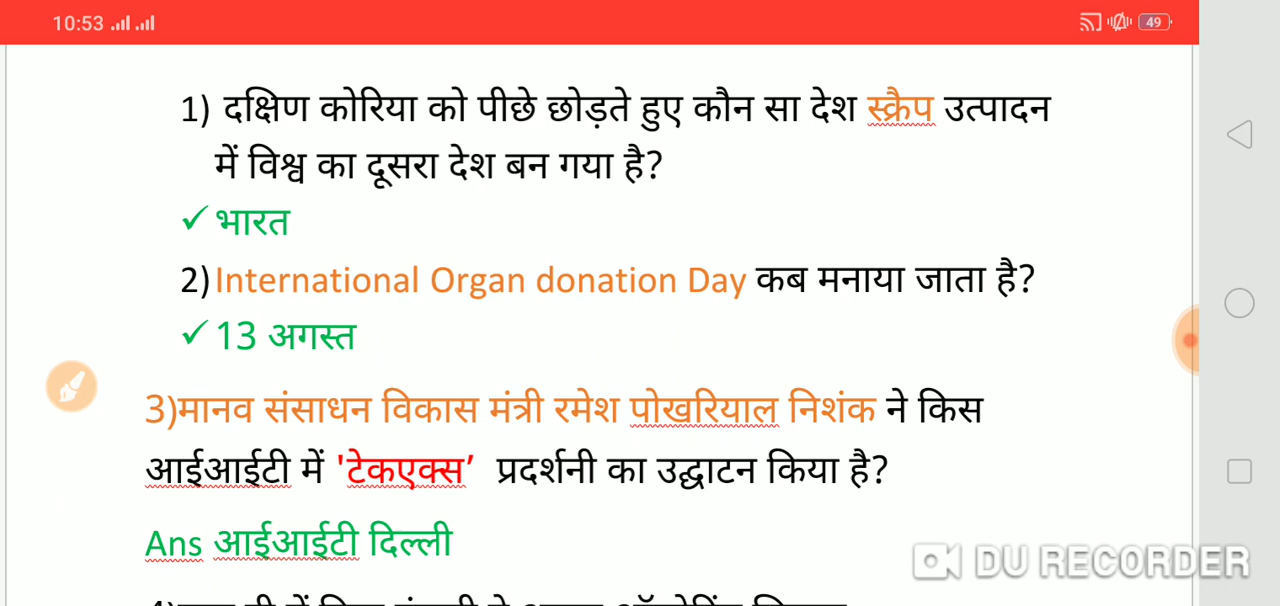 10:53
49
1) दक्षिण कोरिया को पीछे छोड़ते हुए कौन सा देश स्क्रैप उत्पादन
में विश्व का दूसरा देश बन गया है?
✓ भारत
2) International Organ donation Day कब मनाया जाता है?
✓ 13 अगस्त
3)मानव संसाधन विकास मंत्री रमेश पोखरियाल निशंक ने किस
आईआईटी में 'टेकएक्स’ प्रदर्शनी का उद्घाटन किया है?
Ans आईआईटी दिल्ली
DU RECORDER